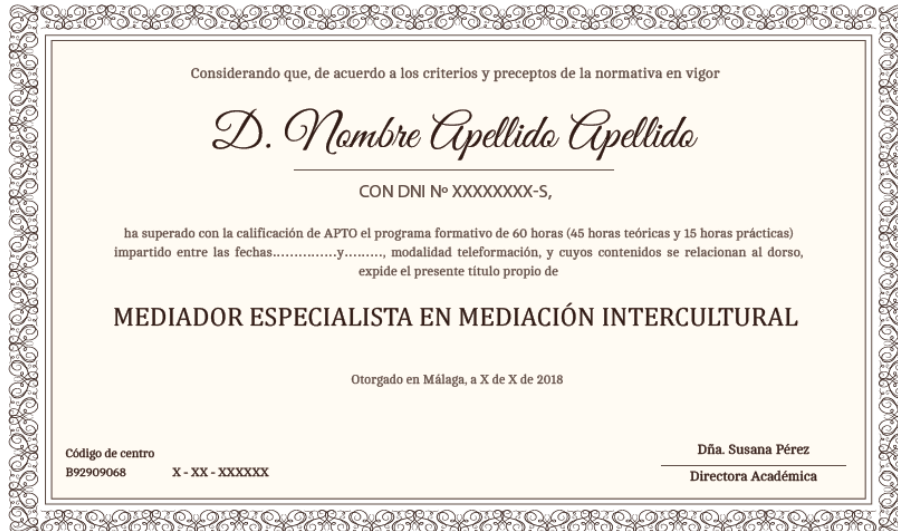 Considerando que, de acuerdo a los criterios y preceptos de la normativa en vigor
D. Nombre Apellido Apellido
CON DNI Nº XXXXXXXX-S,
ha superado con la calificación de APTO el programa formativo de 60 horas (45 horas teóricas y 15 horas prácticas)
impartido entre las fechas...............y........., modalidad teleformación, y cuyos contenidos se relacionan al dorso,
expide el presente titulo propio de
MEDIADOR ESPECIALISTA EN MEDIACIÓN INTERCULTURAL
Otorgado en Málaga, a X de X de 2018
Código de centro
B92909068 X - XX - XXXXXX
Dña. Susana Pérez
Directora Académica